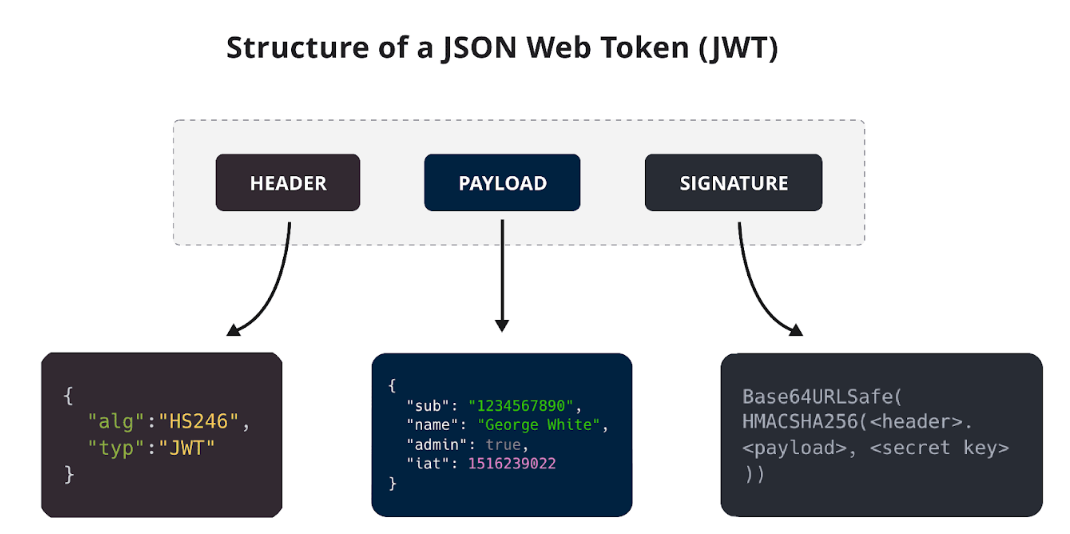 Structure of a JSON Web Token (JWT)
HEADER
PAYLOAD
SIGNATURE
{
"alg":"HS246",
"typ":"JWT"
}
{
"sub": "1234567890",
"name": "George White",
"admin": true,
"iat": 1516239022
}
Base64URLSafe(
HMACSHA256(<header>.
<payload>, <secret key>
))